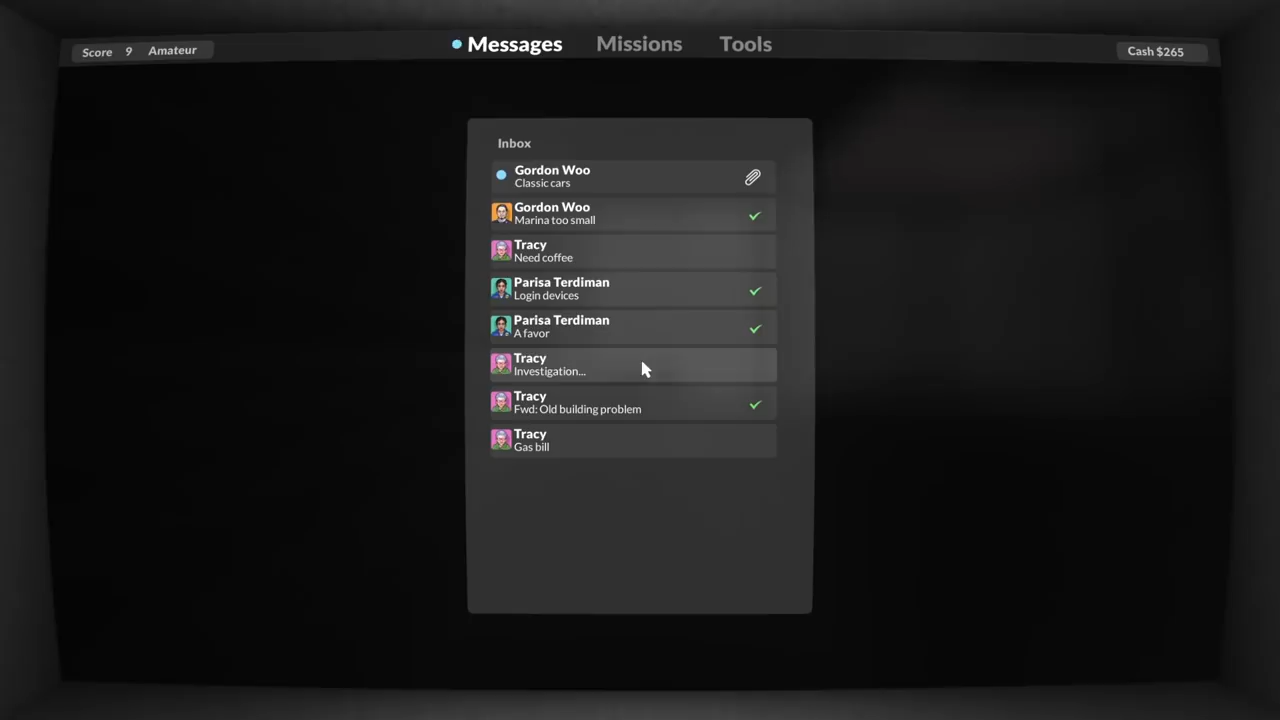 Score 9 Amateur
Messages Missions Tools
Cash $265
Inbox
Gordon Woo
Classic cars
Gordon Woo
Marina too small
Tracy
Need coffee
Parisa Terdiman
Login devices
Parisa Terdiman
A favor
Tracy
Investigation...
Tracy
Fwd: Old building problem
Tracy
Gas bill